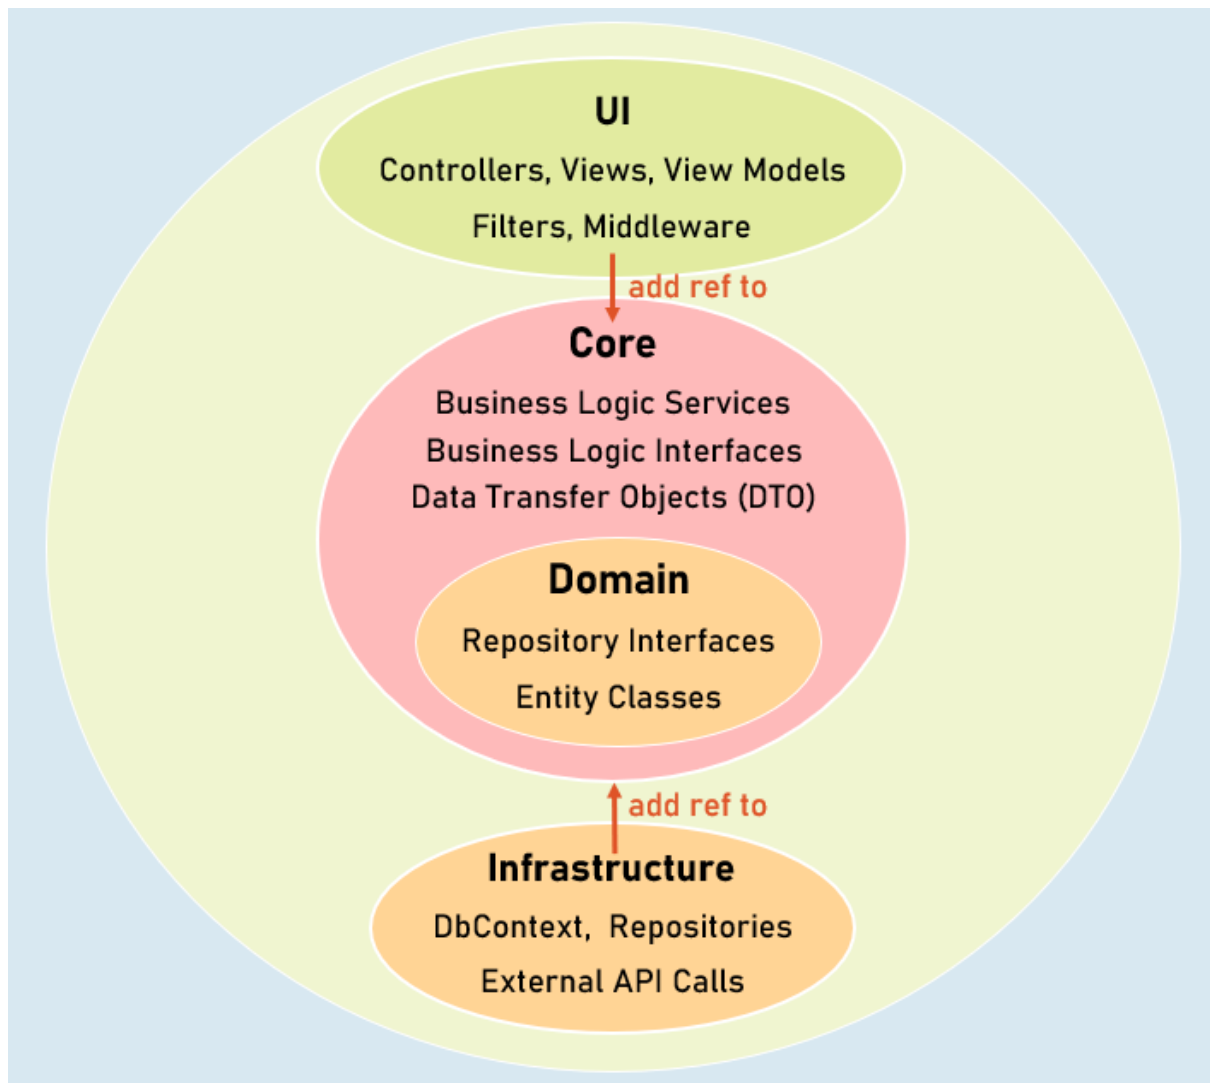 UI
Controllers, Views, View Models
Filters, Middleware
add ref to
Core
Business Logic Services
Business Logic Interfaces
Data Transfer Objects (DTO)
Domain
Repository Interfaces
Entity Classes
add ref to
Infrastructure
DbContext, Repositories
External API Calls